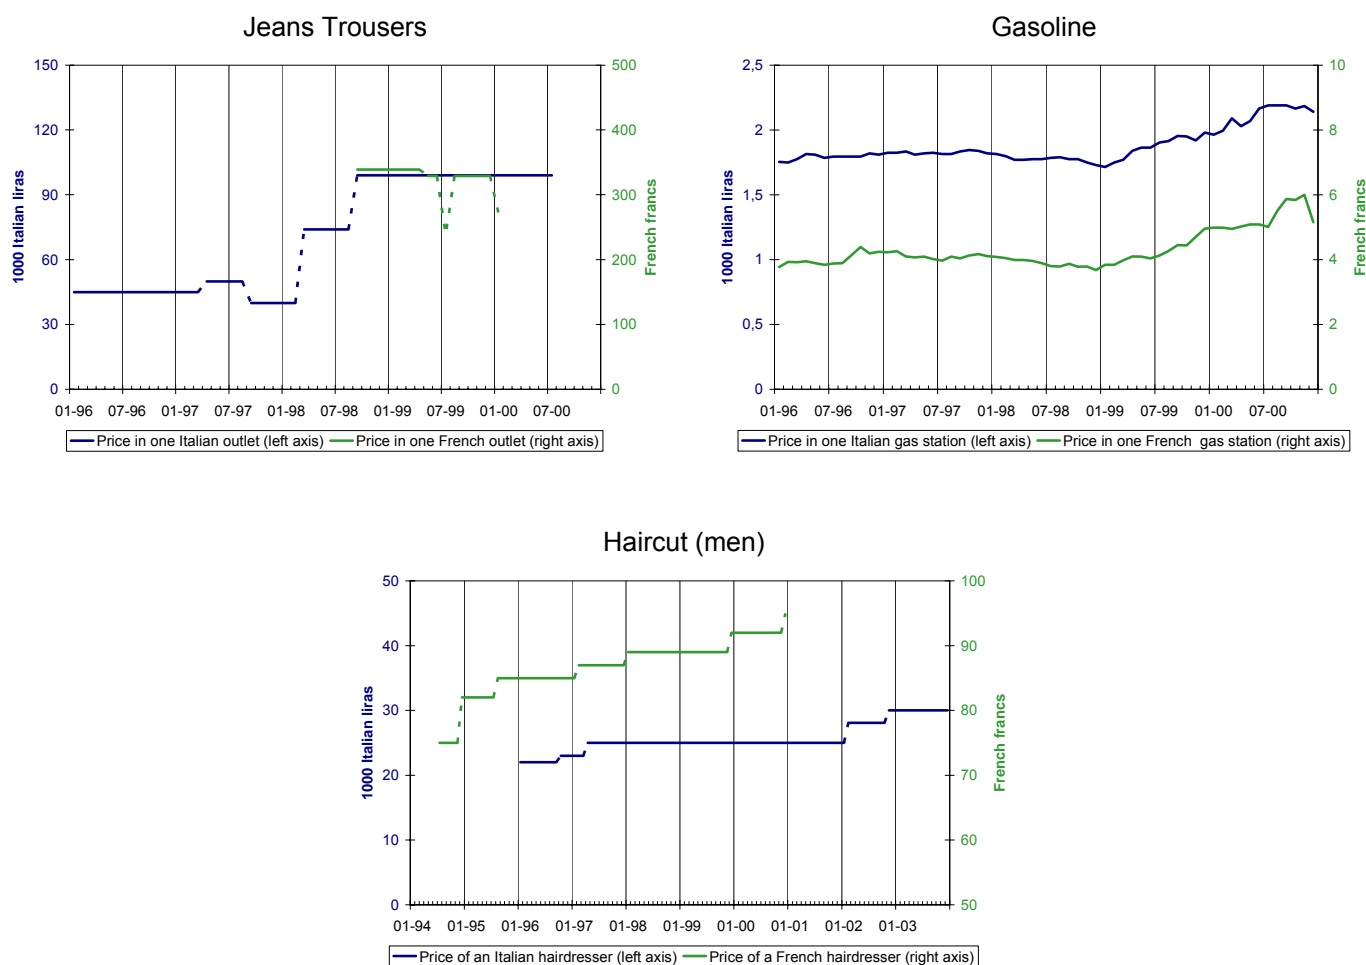 Jeans Trousers
150
120
90
60
30
0
1000 Italian liras
500
400
300
200
100
0
French francs
01-96 07-96 01-97 07-97 01-98 07-98 01-99 07-99 01-00 07-00
Price in one Italian outlet (left axis) Price in one French outlet (right axis)
Gasoline
2,5
2
1,5
1
0,5
0
1000 Italian liras
10
8
6
4
2
0
French francs
01-96 07-96 01-97 07-97 01-98 07-98 01-99 07-99 01-00 07-00
Price in one Italian gas station (left axis) Price in one French gas station (right axis)
Haircut (men)
50
40
30
20
10
0
1000 Italian liras
100
90
80
70
60
50
French francs
01-94 01-95 01-96 01-97 01-98 01-99 01-00 01-01 01-02 01-03
Price of an Italian hairdresser (left axis) Price of a French hairdresser (right axis)